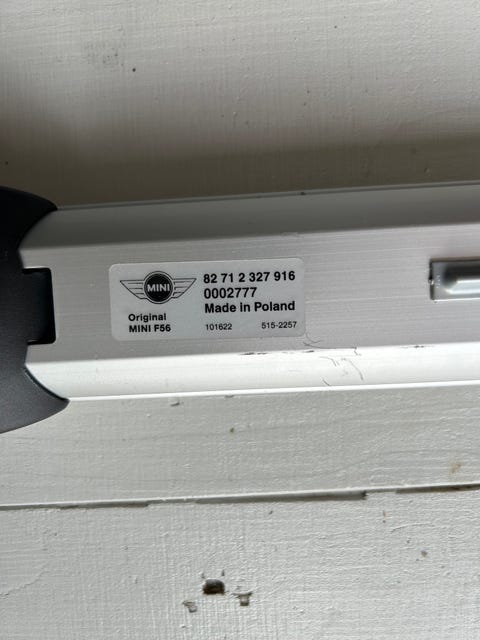 MINI
82 71 2 327 916
0002777
Made in Poland
Original
MINI F56
101622 515-2257